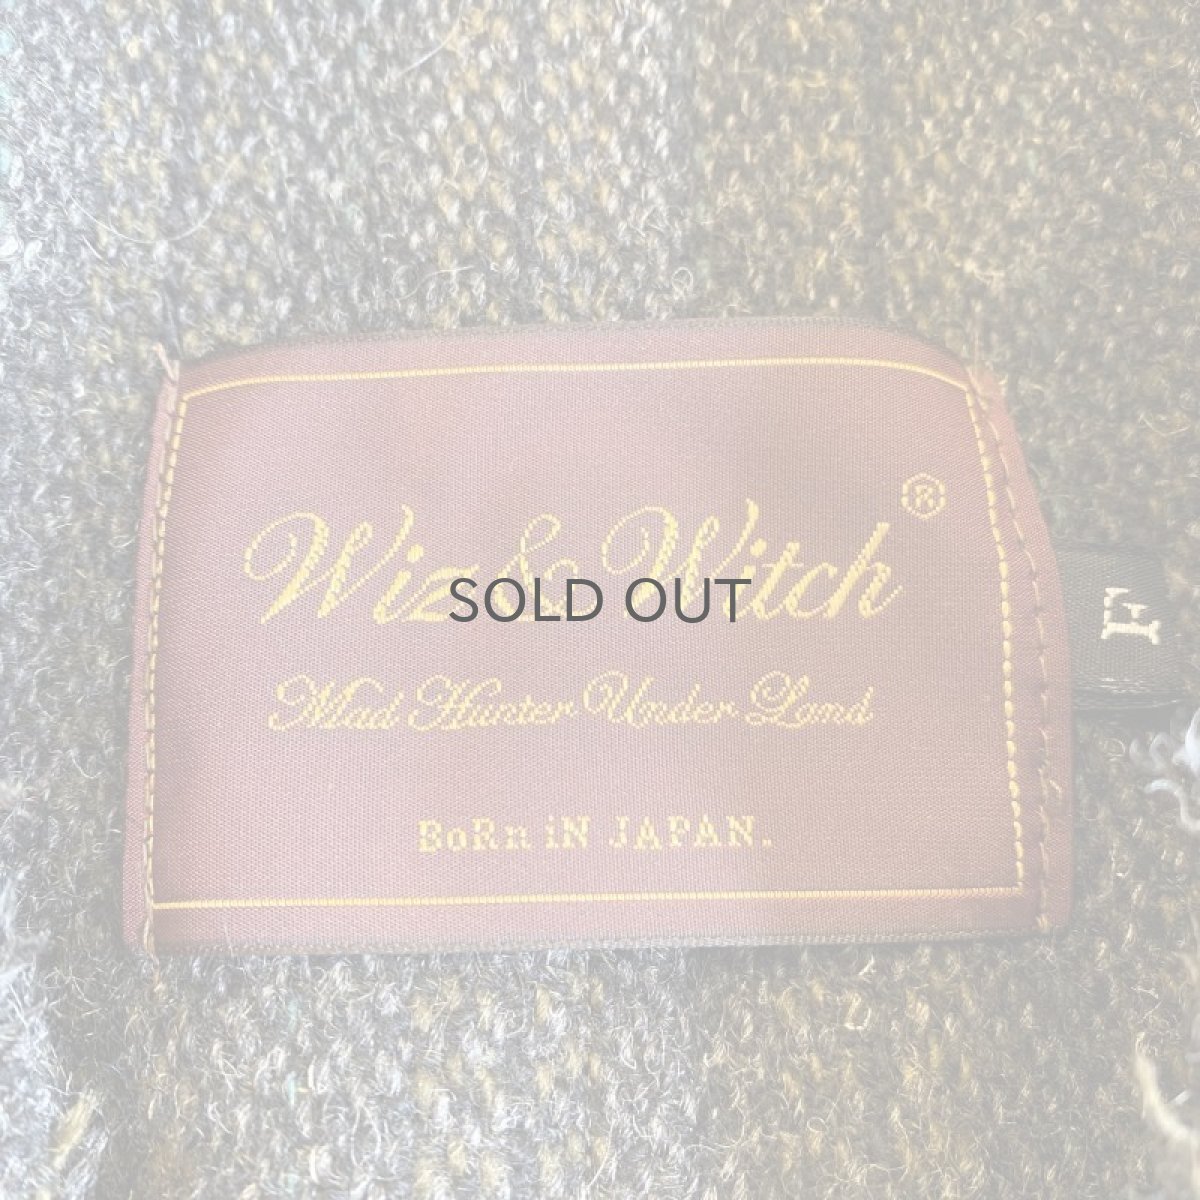 Wiz & Witch ®
SOLD OUT
Mad Hunter Under Land
BoRn iN JAPAN.
F